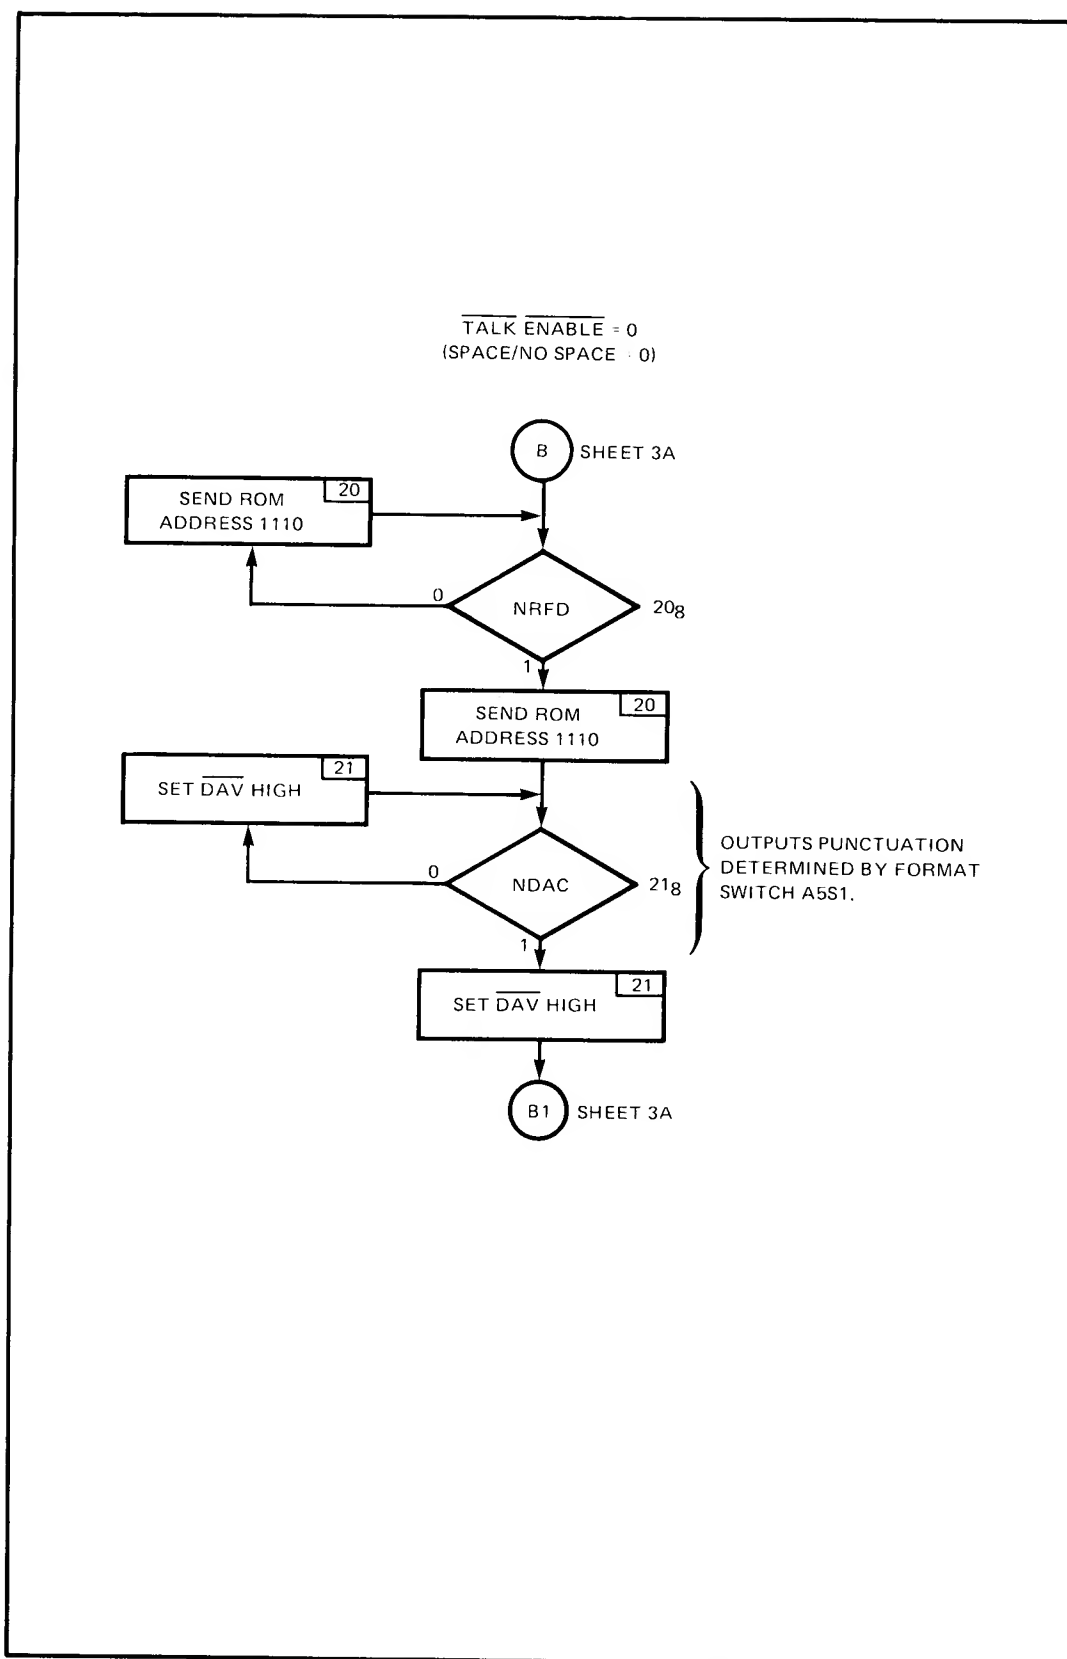 TALK ENABLE = 0
(SPACE/NO SPACE = 0)
B SHEET 3A
20
SEND ROM
ADDRESS 1110
0
NRFD
20₈
1
20
SEND ROM
ADDRESS 1110
21
SET DAV HIGH
OUTPUTS PUNCTUATION
DETERMINED BY FORMAT
SWITCH A5S1.
0
NDAC
21₈
1
21
SET DAV HIGH
B1 SHEET 3A